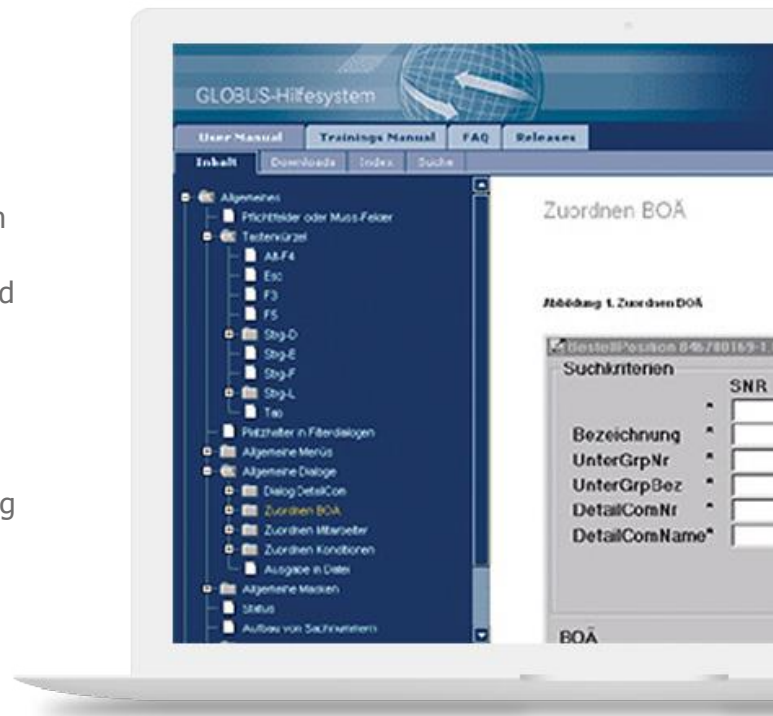 GLOBUS-Hilfesystem
User Manual Trainings Manual FAQ Releases
Inhalt Downloads Index Suche
Allgemeines
Pflichtfelder oder Muss-Felder
Tastenkürzel
Alt-F4
Esc
F3
F5
Strg-D
Strg-E
Strg-F
Strg-L
Tab
Platzhalter in Filterdialogen
Allgemeine Menüs
Allgemeine Dialoge
Dialog DetailCon
Zuordnen BOÄ
Zuordnen Mitarbeiter
Zuordnen Konditionen
Ausgabe in Datei
Allgemeine Masken
Status
Aufbau von Sachnummern
Zuordnen BOÄ
Abbildung 1. Zuordnen BOÄ
BestellPosition 846780169-1
Suchkriterien
SNR
*
Bezeichnung *
UnterGrpNr *
UnterGrpBez *
DetailComNr *
DetailComName*
BOÄ
n
d
g